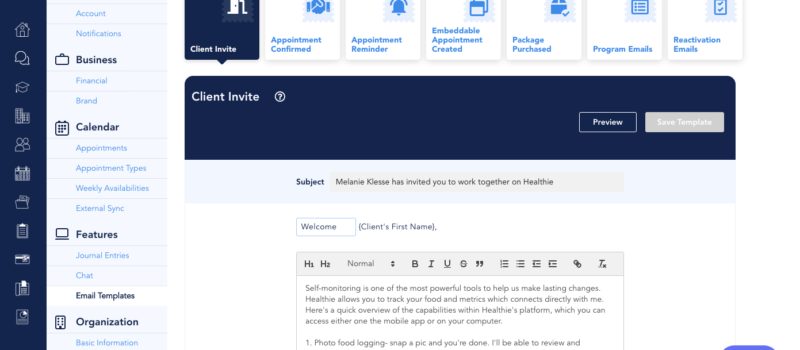 Account
Notifications
Business
Financial
Brand
Calendar
Appointments
Appointment Types
Weekly Availabilities
External Sync
Features
Journal Entries
Chat
Email Templates
Organization
Basic Information
Client Invite
Appointment
Confirmed
Appointment
Reminder
Embeddable
Appointment
Created
Package
Purchased
Program Emails
Reactivation
Emails
Client Invite ?
Preview
Save Template
Subject Melanie Klesse has invited you to work together on Healthie
Welcome (Client's First Name),
H1 H2 Normal B I U S
Self-monitoring is one of the most powerful tools to help us make lasting changes.
Healthie allows you to track your food and metrics which connects directly with me.
Here's a quick overview of the capabilities within Healthie's platform, which you can
access either one the mobile app or on your computer.
1. Photo food logging- snap a pic and you're done. I'll be able to review and